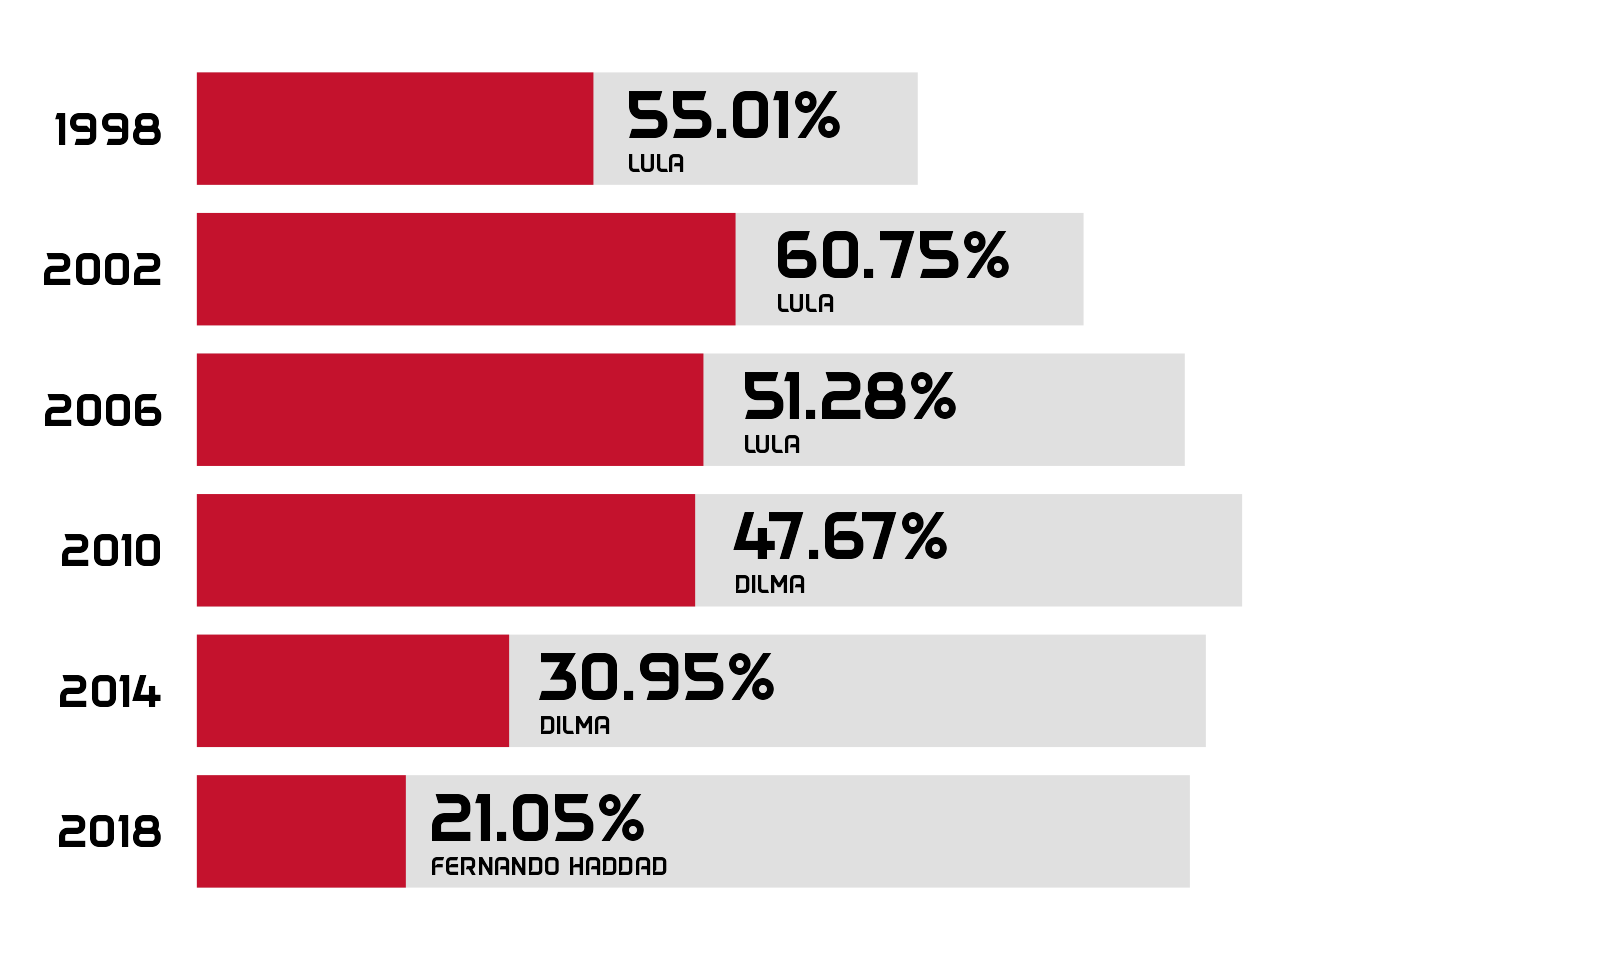 1998
55.01%
LULA
2002
60.75%
LULA
2006
51.28%
LULA
2010
47.67%
DILMA
2014
30.95%
DILMA
2018
21.05%
FERNANDO HADDAD